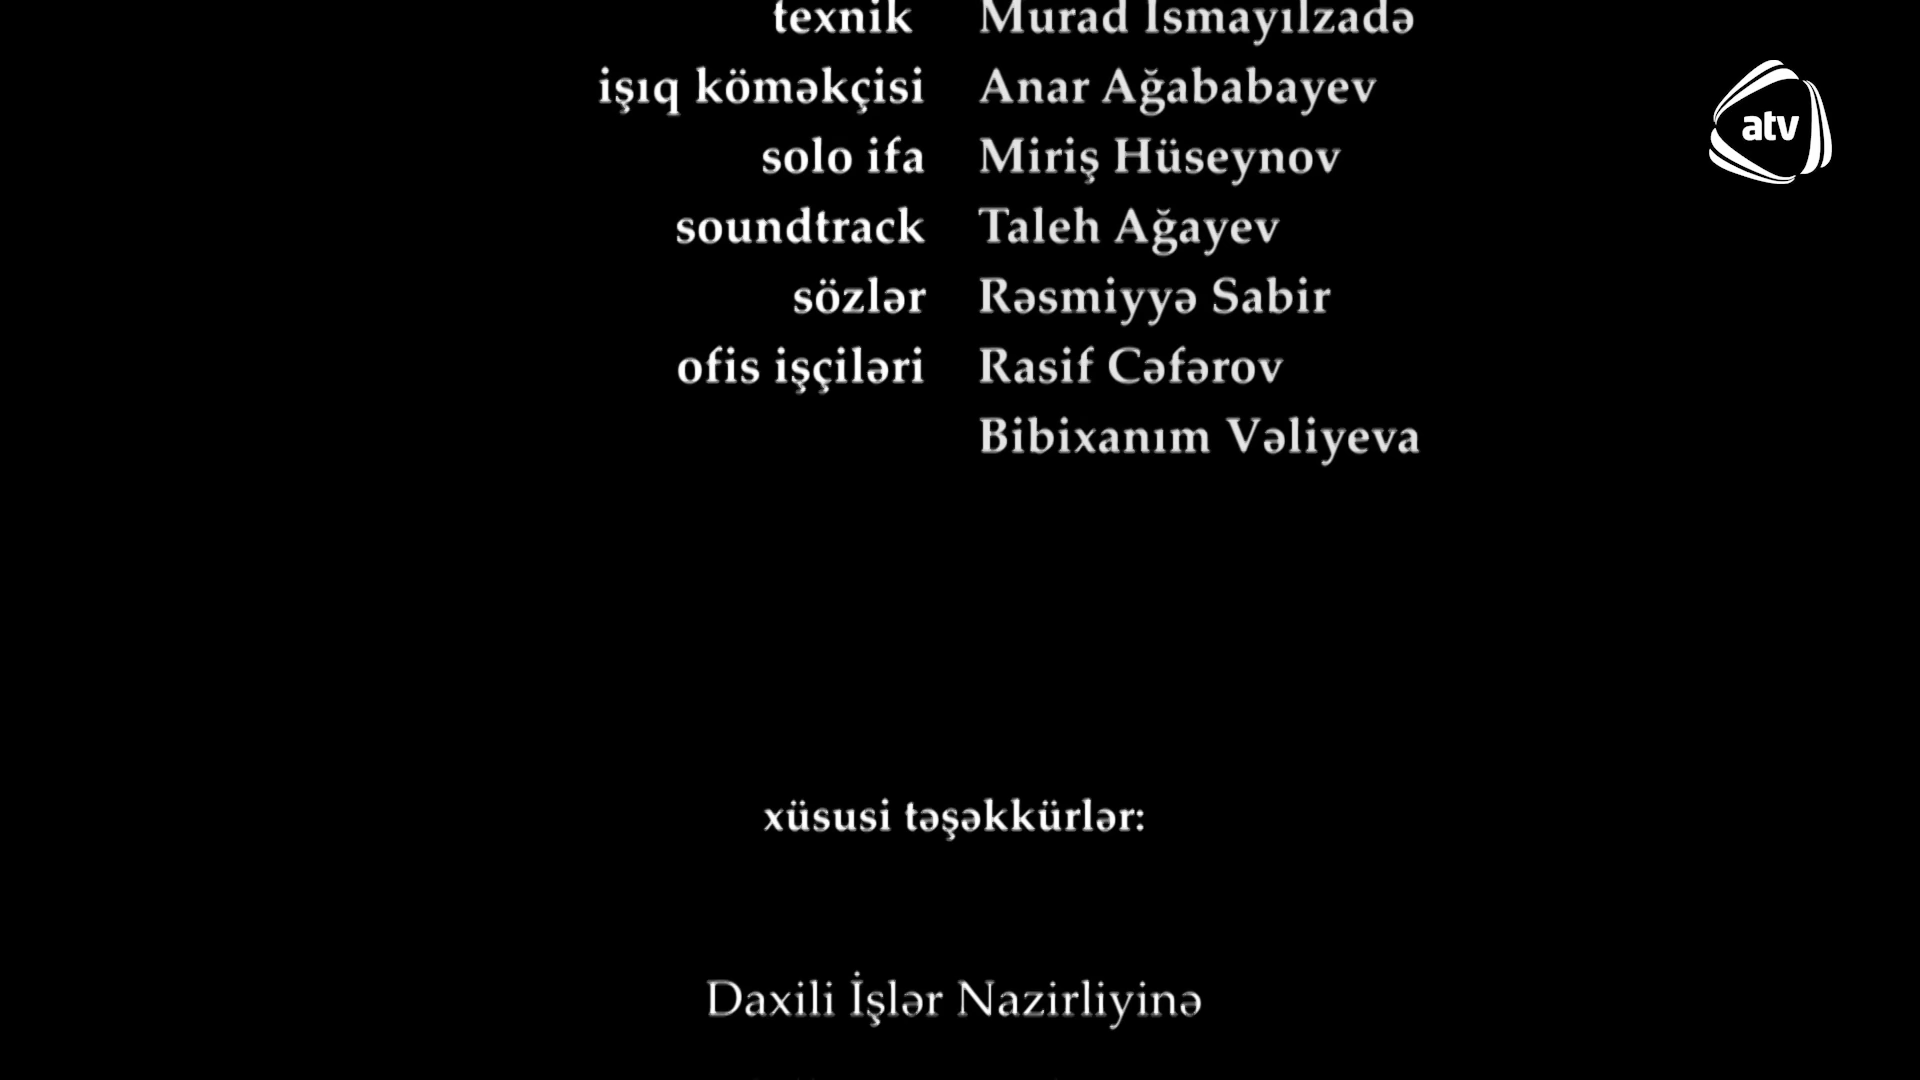 texnik Murad İsmayılzadə
işıq köməkçisi Anar Ağababayev
atv
solo ifa Miriş Hüseynov
soundtrack Taleh Ağayev
sözlər Rəsmiyyə Sabir
ofis işçiləri Rasif Cəfərov
Bibixanım Vəliyeva
xüsusi təşəkkürlər:
Daxili İşlər Nazirliyinə